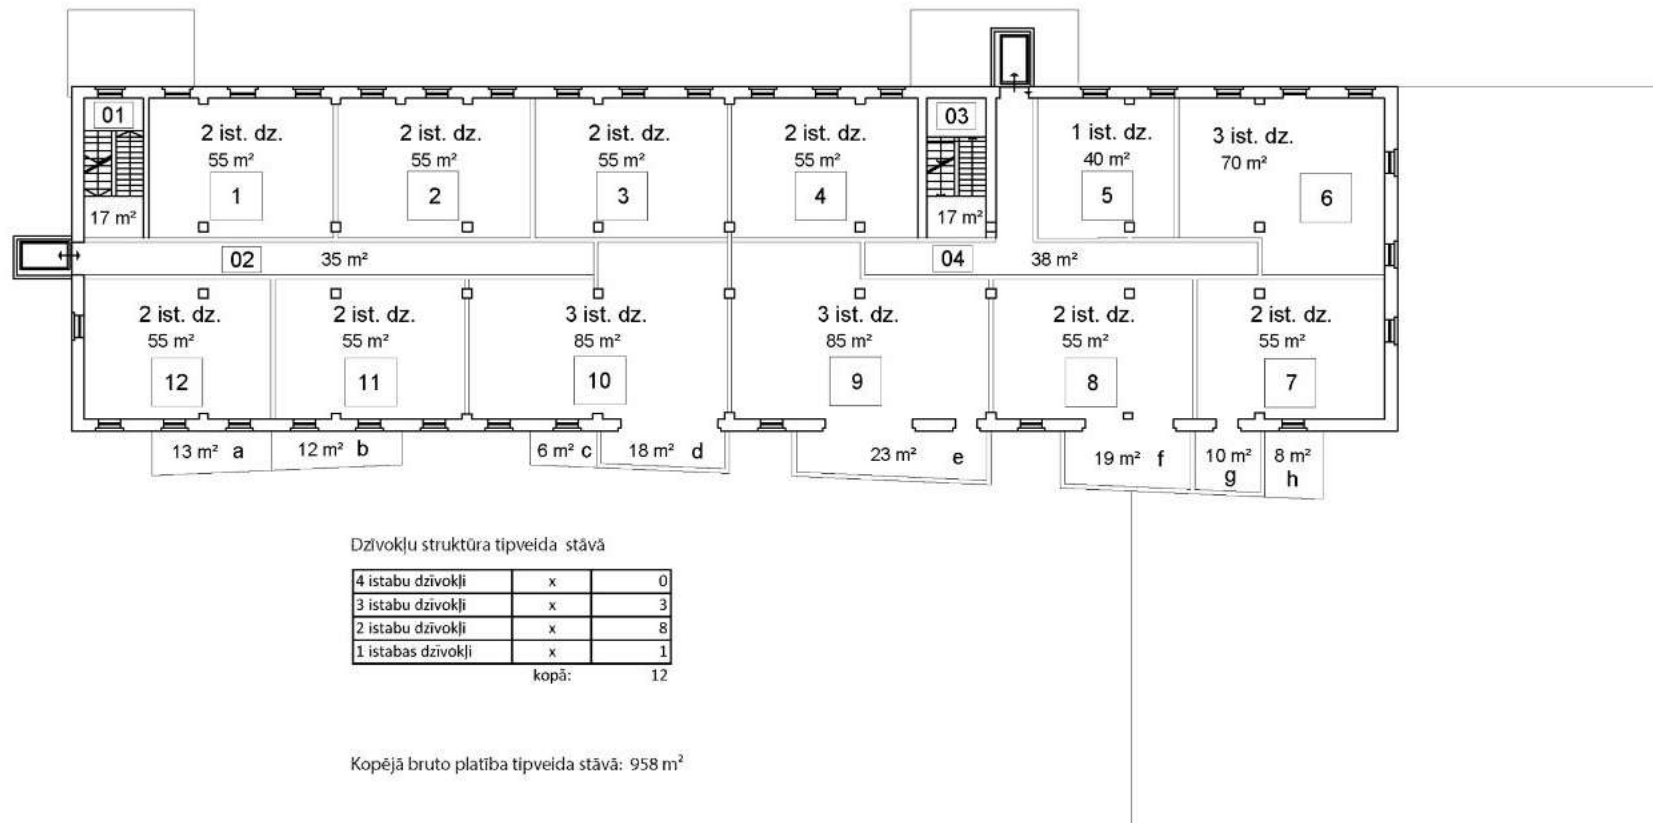 01
03
2 ist. dz.
55 m²
1
2 ist. dz.
55 m²
2
2 ist. dz.
55 m²
3
2 ist. dz.
55 m²
4
1 ist. dz.
40 m²
5
3 ist. dz.
70 m²
6
17 m²
17 m²
02
35 m²
04
38 m²
2 ist. dz.
55 m²
12
2 ist. dz.
55 m²
11
3 ist. dz.
85 m²
10
3 ist. dz.
85 m²
9
2 ist. dz.
55 m²
8
2 ist. dz.
55 m²
7
13 m² a
12 m² b
6 m² c
18 m² d
23 m² e
19 m² f
10 m²
g
8 m²
h
Dzīvokļu struktūra tipveida stāvā
4 istabu dzīvokļi x 0
3 istabu dzīvokļi x 3
2 istabu dzīvokļi x 8
1 istabas dzīvokļi x 1
kopā: 12
Kopējā bruto platība tipveida stāvā: 958 m²